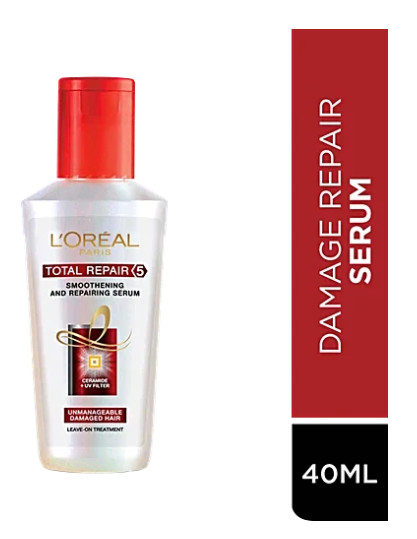 L'ORÉAL
PARIS
TOTAL REPAIR 5
SMOOTHENING
AND REPAIRING SERUM
CERAMIDE
+ UV FILTER
UNMANAGEABLE
DAMAGED HAIR
LEAVE-ON TREATMENT
DAMAGE REPAIR
SERUM
40ML